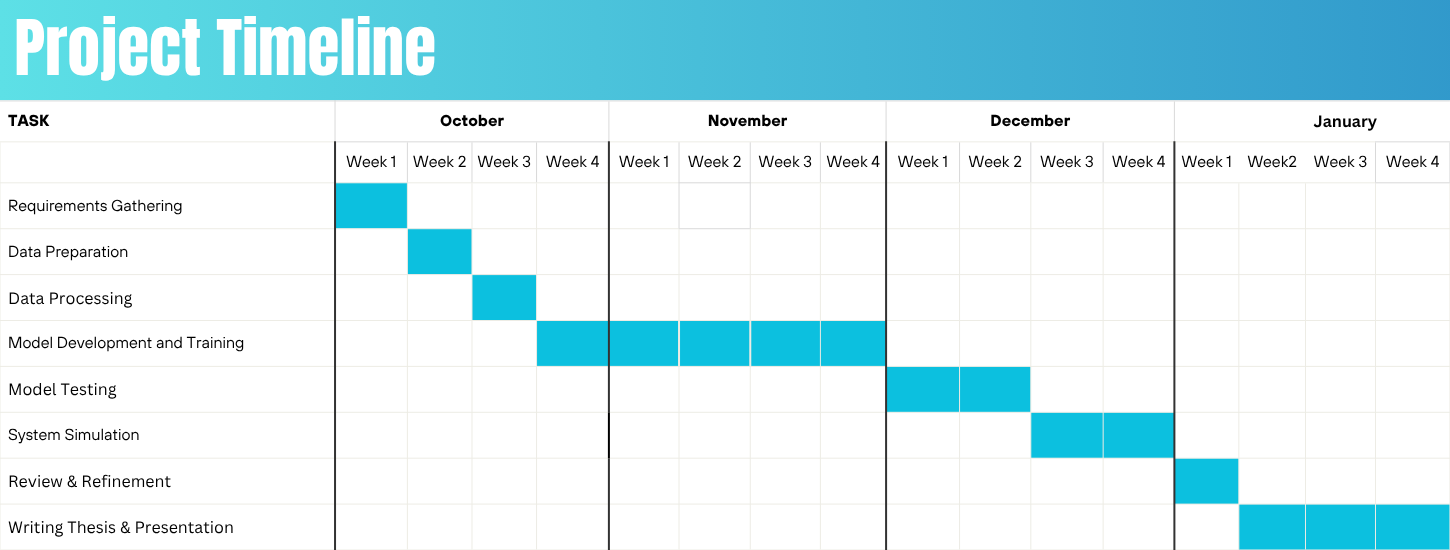 Project Timeline
TASK October November December January
Week 1 Week 2 Week 3 Week 4 Week 1 Week 2 Week 3 Week 4 Week 1 Week 2 Week 3 Week 4 Week 1 Week2 Week 3 Week 4
Requirements Gathering
Data Preparation
Data Processing
Model Development and Training
Model Testing
System Simulation
Review & Refinement
Writing Thesis & Presentation